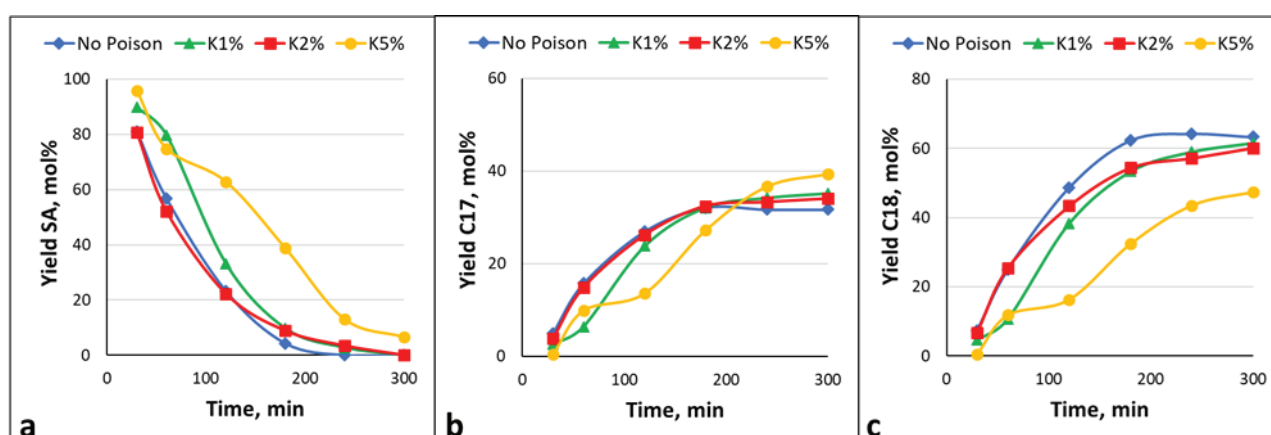 No Poison K1% K2% K5%
100
80
60
40
20
0
0 100 200 300
Yield SA, mol%
Time, min
a
No Poison K1% K2% K5%
60
40
20
0
0 100 200 300
Yield C17, mol%
Time, min
b
No Poison K1% K2% K5%
80
60
40
20
0
0 100 200 300
Yield C18, mol%
Time, min
c